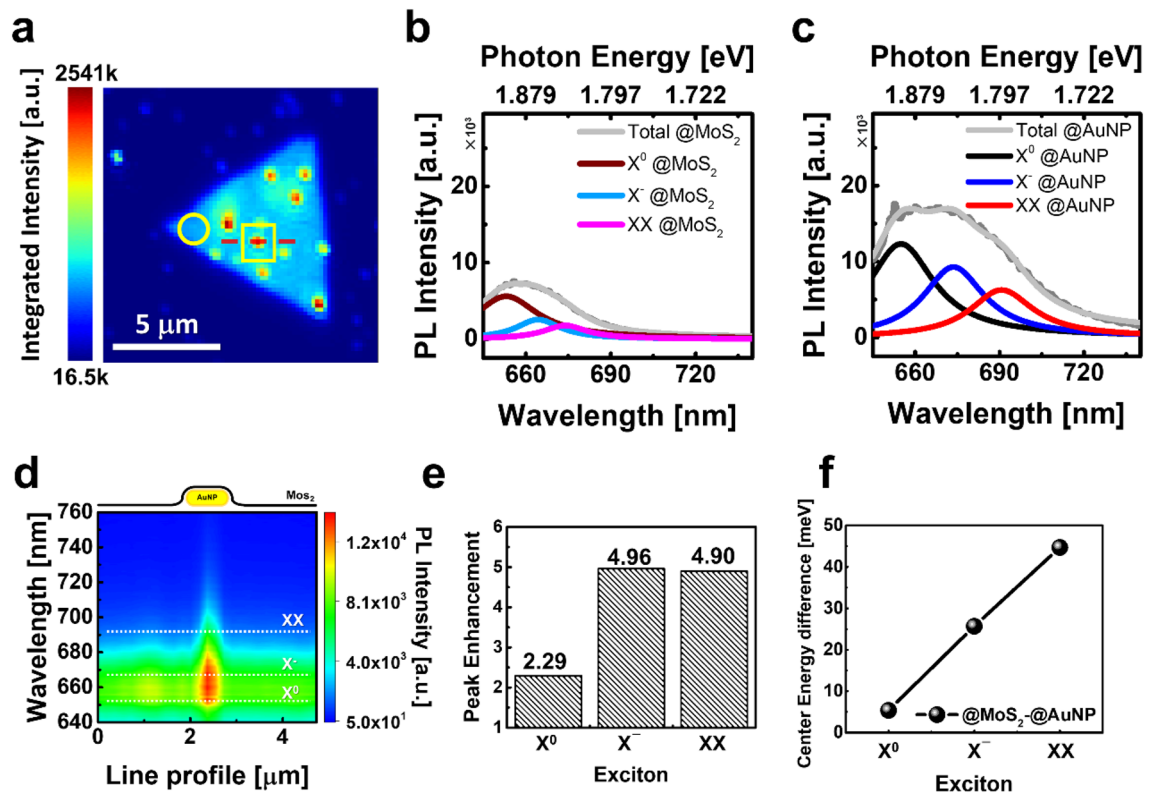 a
Integrated Intensity [a.u.]
2541k
16.5k
5 μm
b
Photon Energy [eV]
1.879 1.797 1.722
PL Intensity [a.u.]
×10³
20
10
0
Total @MoS₂
X⁰ @MoS₂
X⁻ @MoS₂
XX @MoS₂
660 690 720
Wavelength [nm]
c
Photon Energy [eV]
1.879 1.797 1.722
PL Intensity [a.u.]
×10³
20
10
0
Total @AuNP
X⁰ @AuNP
X⁻ @AuNP
XX @AuNP
660 690 720
Wavelength [nm]
d
AuNP
Mos₂
Wavelength [nm]
760
740
720
700
680
660
640
XX
X⁻
X⁰
0 2 4
Line profile [μm]
1.2x10⁴
8.1x10³
4.0x10³
5.0x10¹
PL Intensity [a.u.]
e
Peak Enhancement
6
5
4
3
2
1
2.29
4.96
4.90
X⁰ X⁻ XX
Exciton
f
Center Energy difference [meV]
50
40
30
20
10
0
@MoS₂-@AuNP
X⁰ X⁻ XX
Exciton